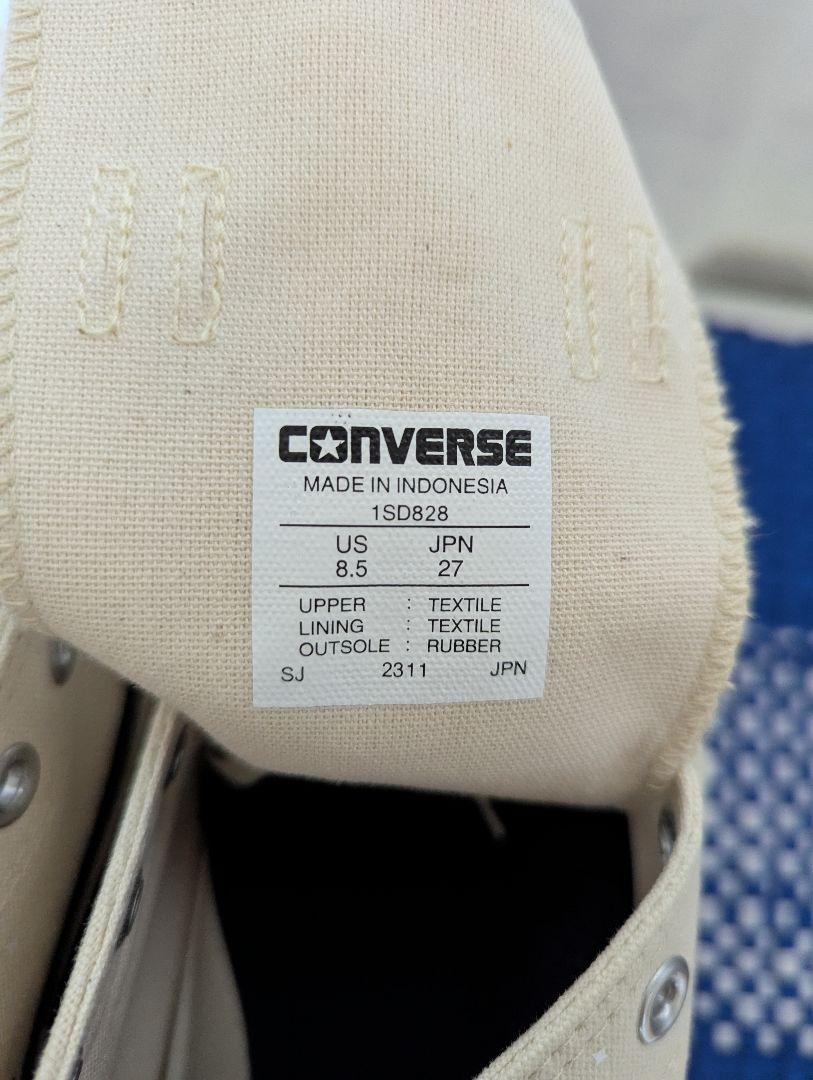 CONVERSE
MADE IN INDONESIA
1SD828
US JPN
8.5 27
UPPER : TEXTILE
LINING : TEXTILE
OUTSOLE : RUBBER
SJ 2311 JPN